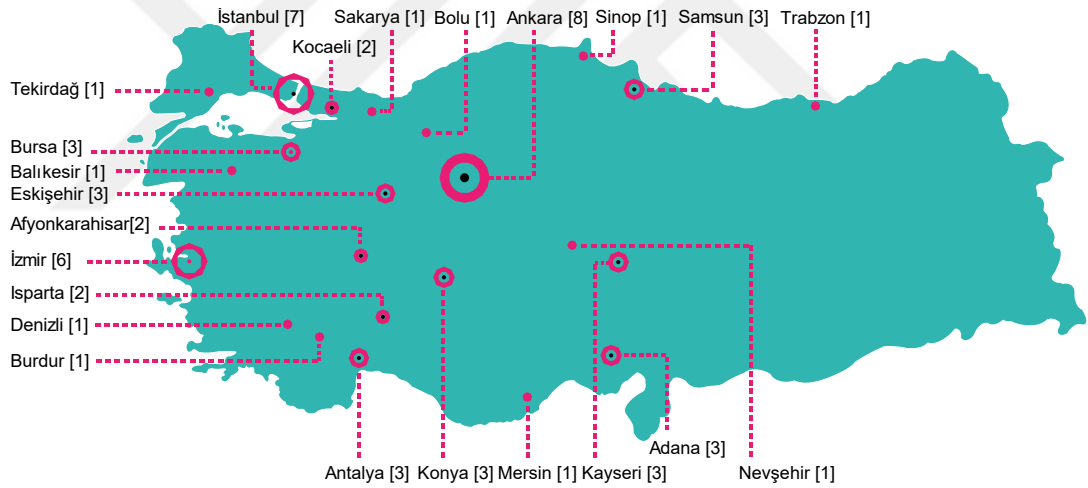 İstanbul [7]
Sakarya [1]
Bolu [1]
Ankara [8]
Sinop [1]
Samsun [3]
Trabzon [1]
Kocaeli [2]
Tekirdağ [1]
Bursa [3]
Balıkesir [1]
Eskişehir [3]
Afyonkarahisar[2]
İzmir [6]
Isparta [2]
Denizli [1]
Burdur [1]
Adana [3]
Antalya [3]
Konya [3]
Mersin [1]
Kayseri [3]
Nevşehir [1]